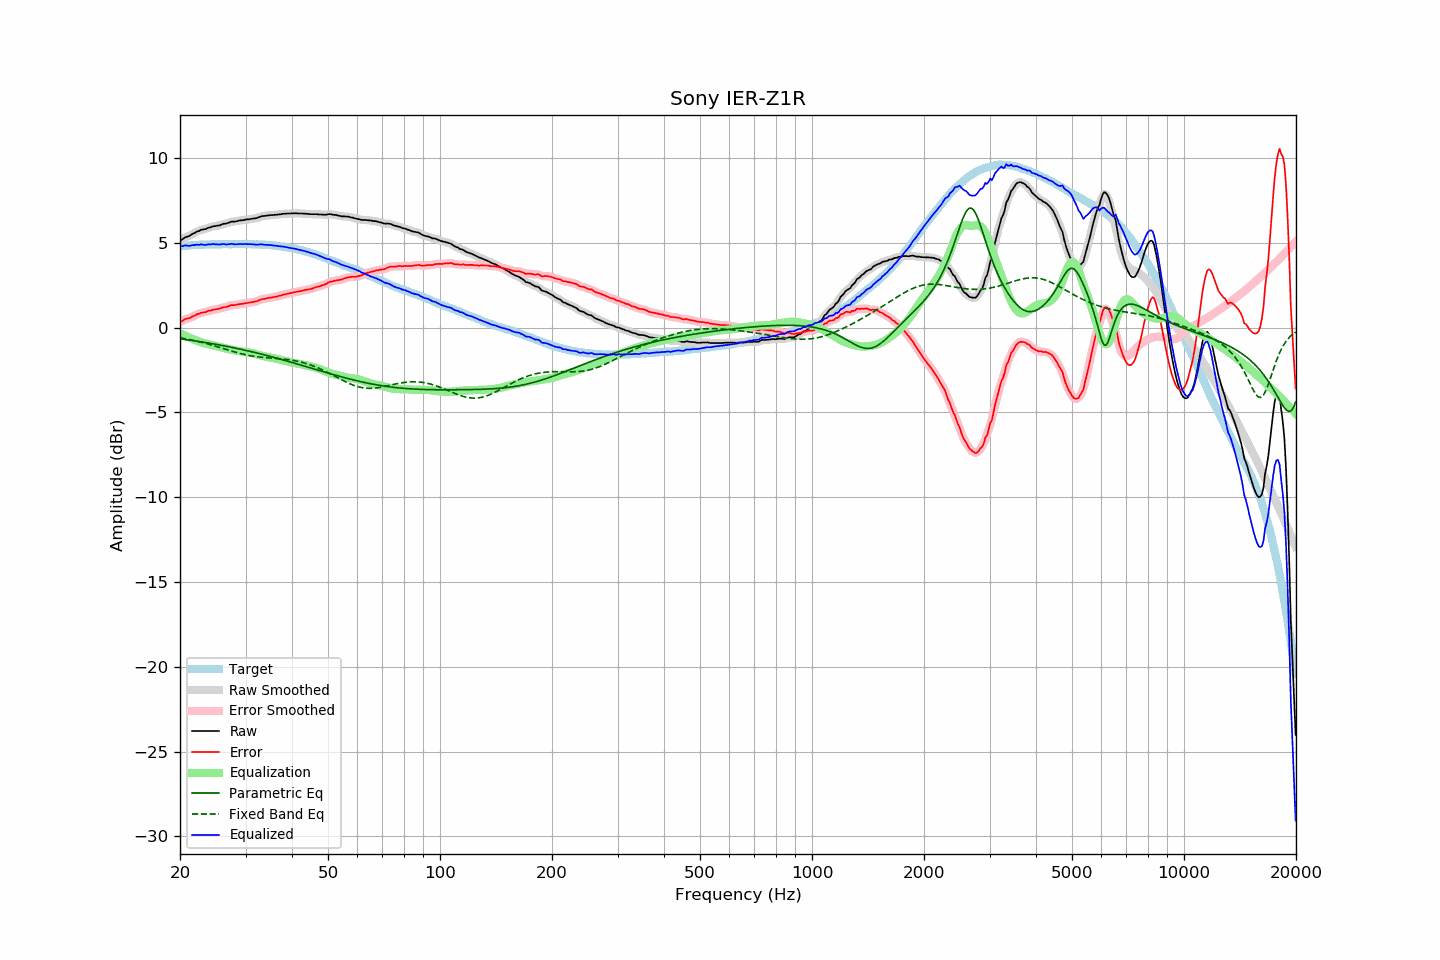 Sony IER-Z1R
Amplitude (dBr)
10
5
0
−5
−10
−15
−20
−25
−30
Target
Raw Smoothed
Error Smoothed
Raw
Error
Equalization
Parametric Eq
Fixed Band Eq
Equalized
20 50 100 200 500 1000 2000 5000 10000 20000
Frequency (Hz)